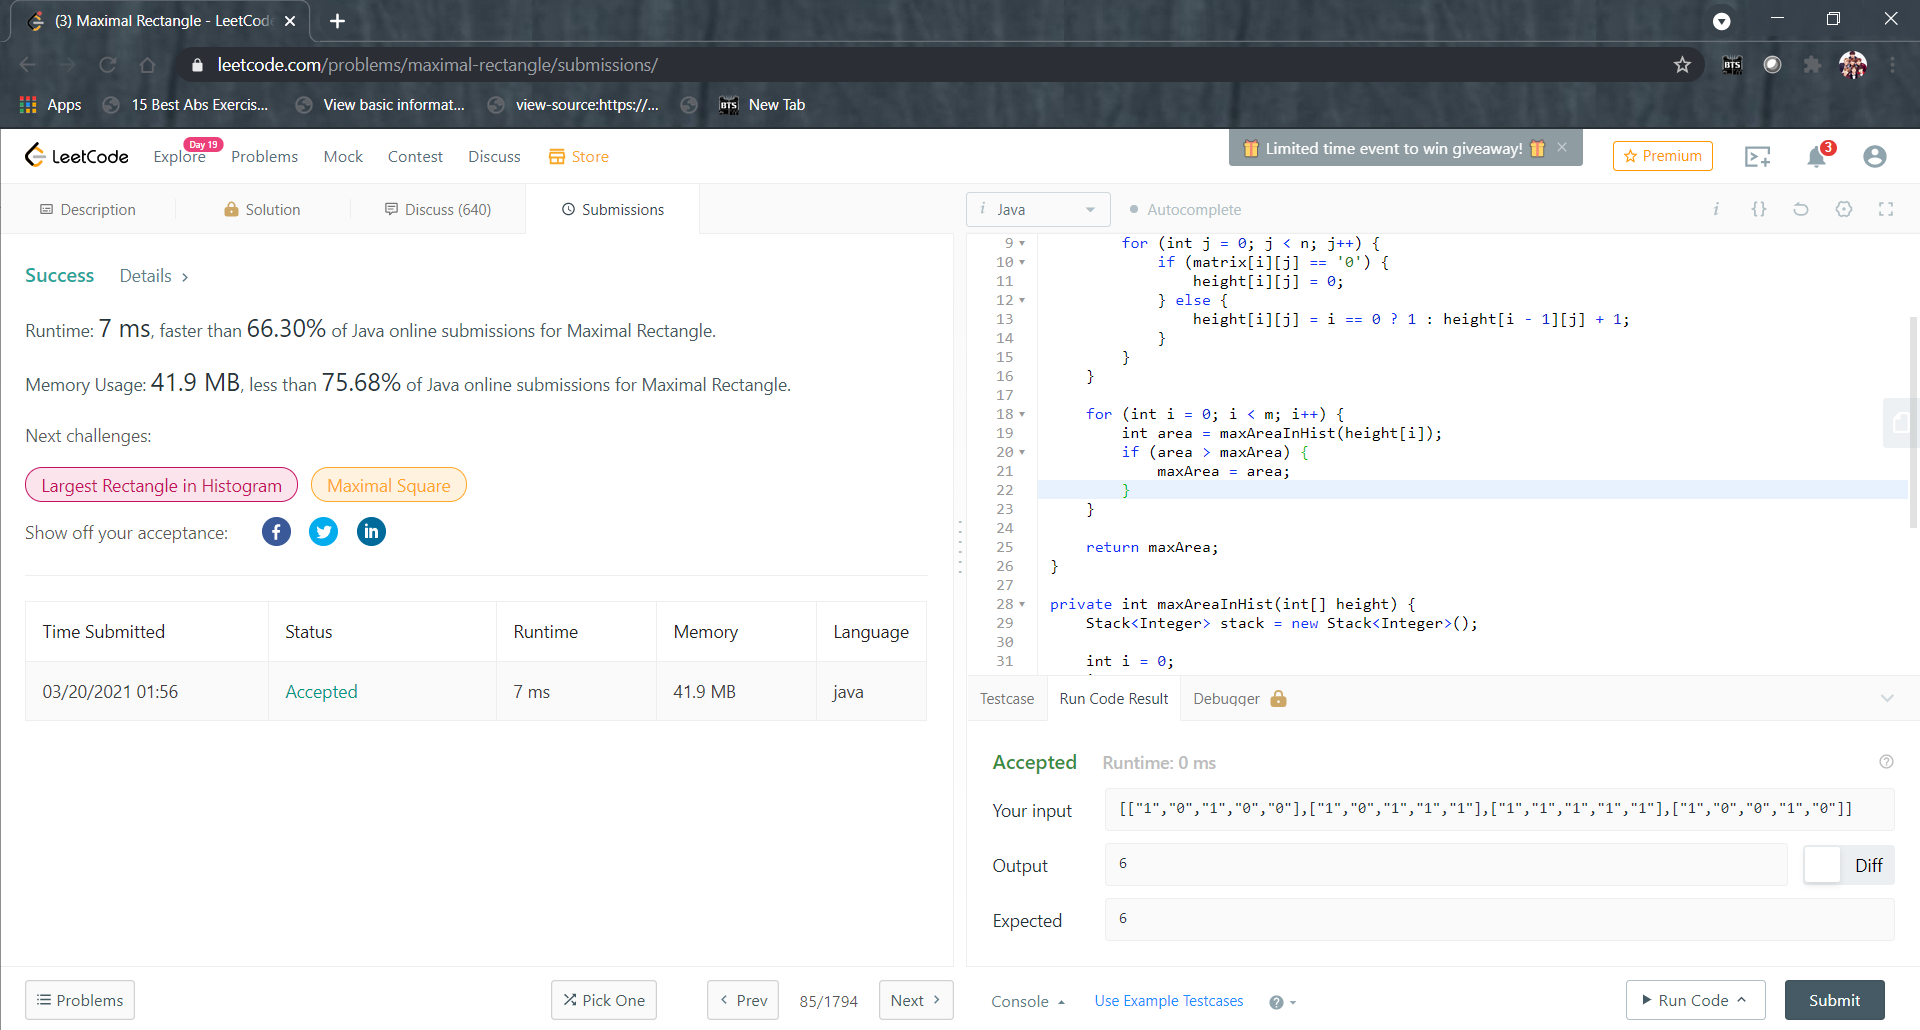 (3) Maximal Rectangle - LeetCod
leetcode.com/problems/maximal-rectangle/submissions/
BTS
Apps
15 Best Abs Exercis...
View basic informat...
view-source:https://...
BTS New Tab
LeetCode
Explore
Day 19
Problems
Mock
Contest
Discuss
Store
Limited time event to win giveaway!
Premium
3
Description
Solution
Discuss (640)
Submissions
Success Details >
Runtime: 7 ms, faster than 66.30% of Java online submissions for Maximal Rectangle.
Memory Usage: 41.9 MB, less than 75.68% of Java online submissions for Maximal Rectangle.
Next challenges:
Largest Rectangle in Histogram Maximal Square
Show off your acceptance:
Time Submitted Status Runtime Memory Language
03/20/2021 01:56 Accepted 7 ms 41.9 MB java
i Java
Autocomplete
i {}
9 for (int j = 0; j < n; j++) {
10 if (matrix[i][j] == '0') {
11 height[i][j] = 0;
12 } else {
13 height[i][j] = i == 0 ? 1 : height[i - 1][j] + 1;
14 }
15 }
16 }
17
18 for (int i = 0; i < m; i++) {
19 int area = maxAreaInHist(height[i]);
20 if (area > maxArea) {
21 maxArea = area;
22 }
23 }
24
25 return maxArea;
26 }
27
28 private int maxAreaInHist(int[] height) {
29 Stack<Integer> stack = new Stack<Integer>();
30
31 int i = 0;
Testcase Run Code Result Debugger
Accepted Runtime: 0 ms
Your input [["1","0","1","0","0"],["1","0","1","1","1"],["1","1","1","1","1"],["1","0","0","1","0"]]
Output 6 Diff
Expected 6
Problems
Pick One
< Prev
85/1794
Next >
Console
Use Example Testcases
Run Code
Submit